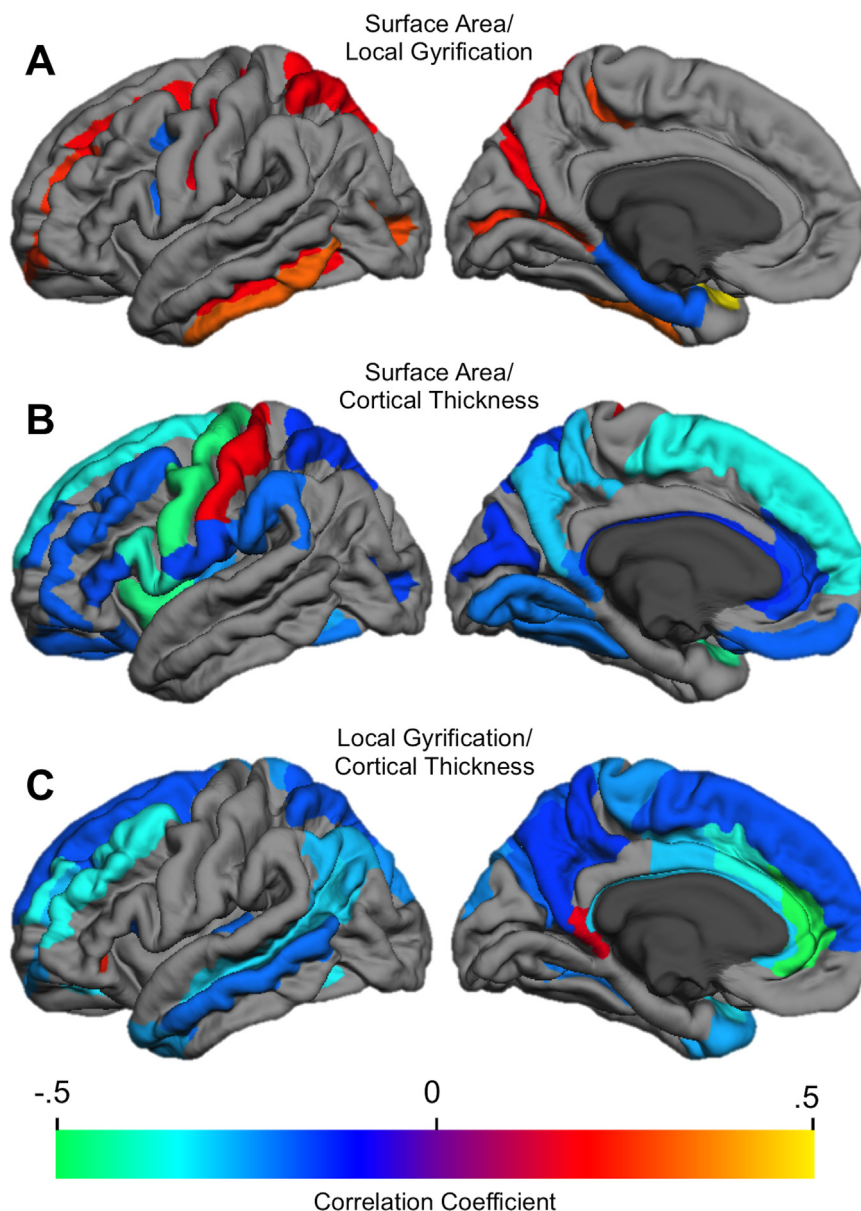 Surface Area/
Local Gyrification
A
Surface Area/
Cortical Thickness
B
Local Gyrification/
Cortical Thickness
C
-.5 0 .5
Correlation Coefficient